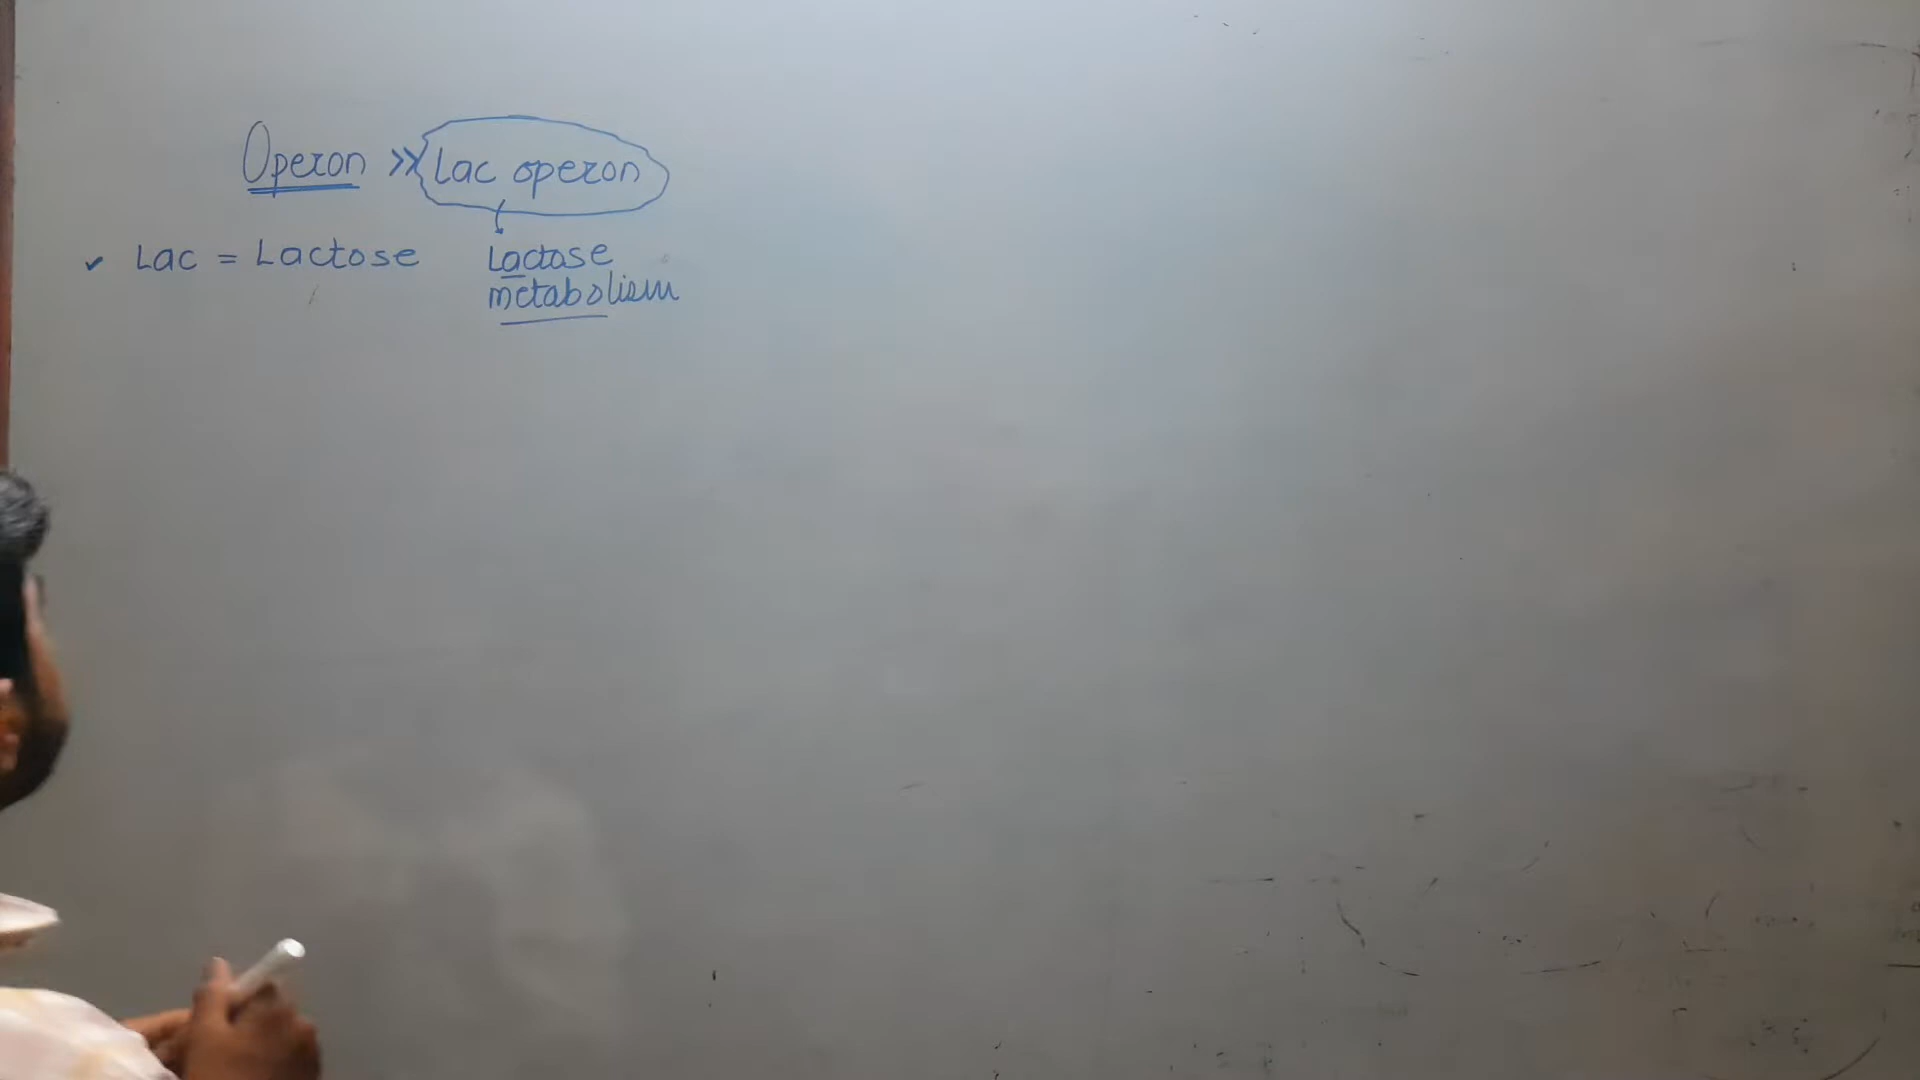 Operon >> Lac operon
✓ Lac = Lactose
Lactose
metabolism